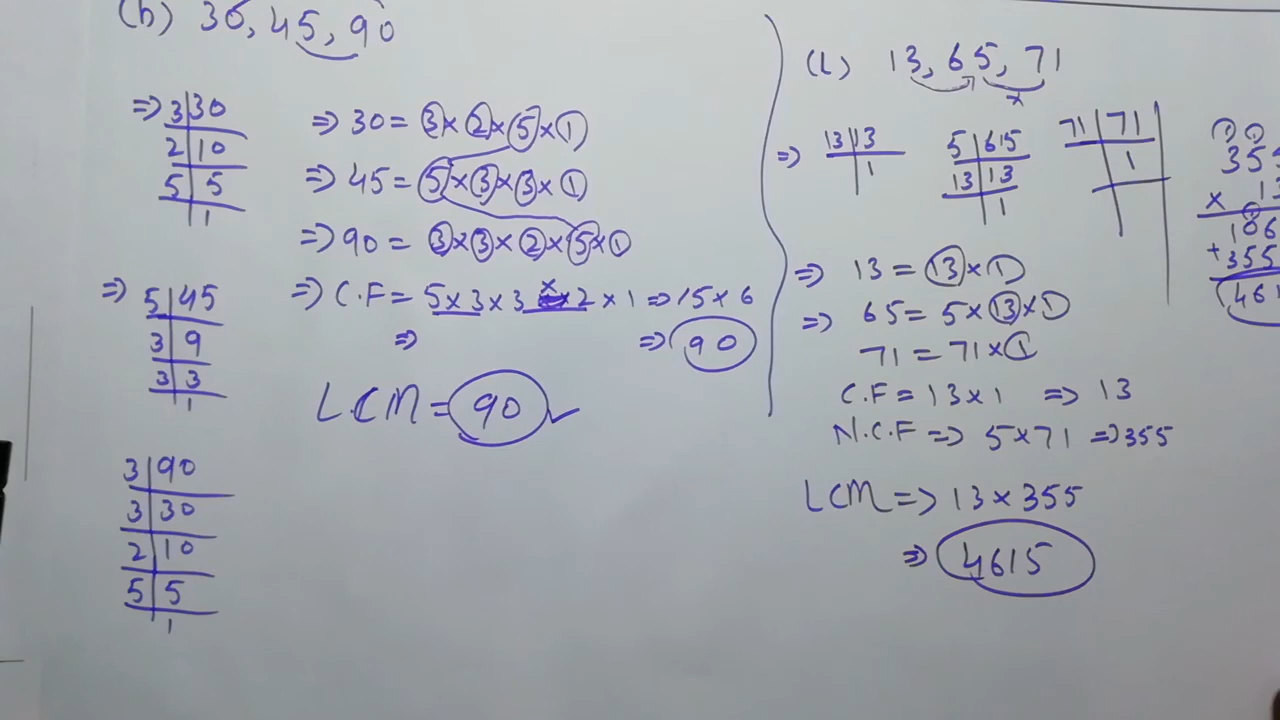 (h) 30, 45, 90
3 30
2 10
5 5
1
⇒ 30 = 3 × 2 × 5 × 1
⇒ 45 = 5 × 3 × 3 × 1
⇒ 90 = 3 × 3 × 2 × 5 × 1
⇒ 5 45
3 9
3 3
1
⇒ C.F = 5 × 3 × 3 × 2 × 1 ⇒ 15 × 6
⇒ ⇒ 90
LCM = 90 ✓
3 90
3 30
2 10
5 5
1
(L) 13, 65, 71
×
⇒ 13 13
1
5 65
13 13
1
71 71
1
⇒ 13 = 13 × 1
⇒ 65 = 5 × 13 × 1
71 = 71 × 1
C.F = 13 × 1 ⇒ 13
N.C.F ⇒ 5 × 71 ⇒ 355
LCM ⇒ 13 × 355
⇒ 4615